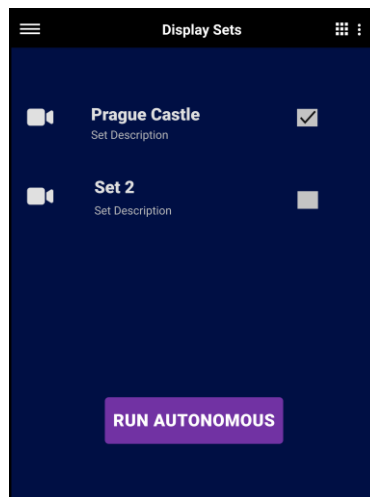 Display Sets
Prague Castle
Set Description
Set 2
Set Description
RUN AUTONOMOUS